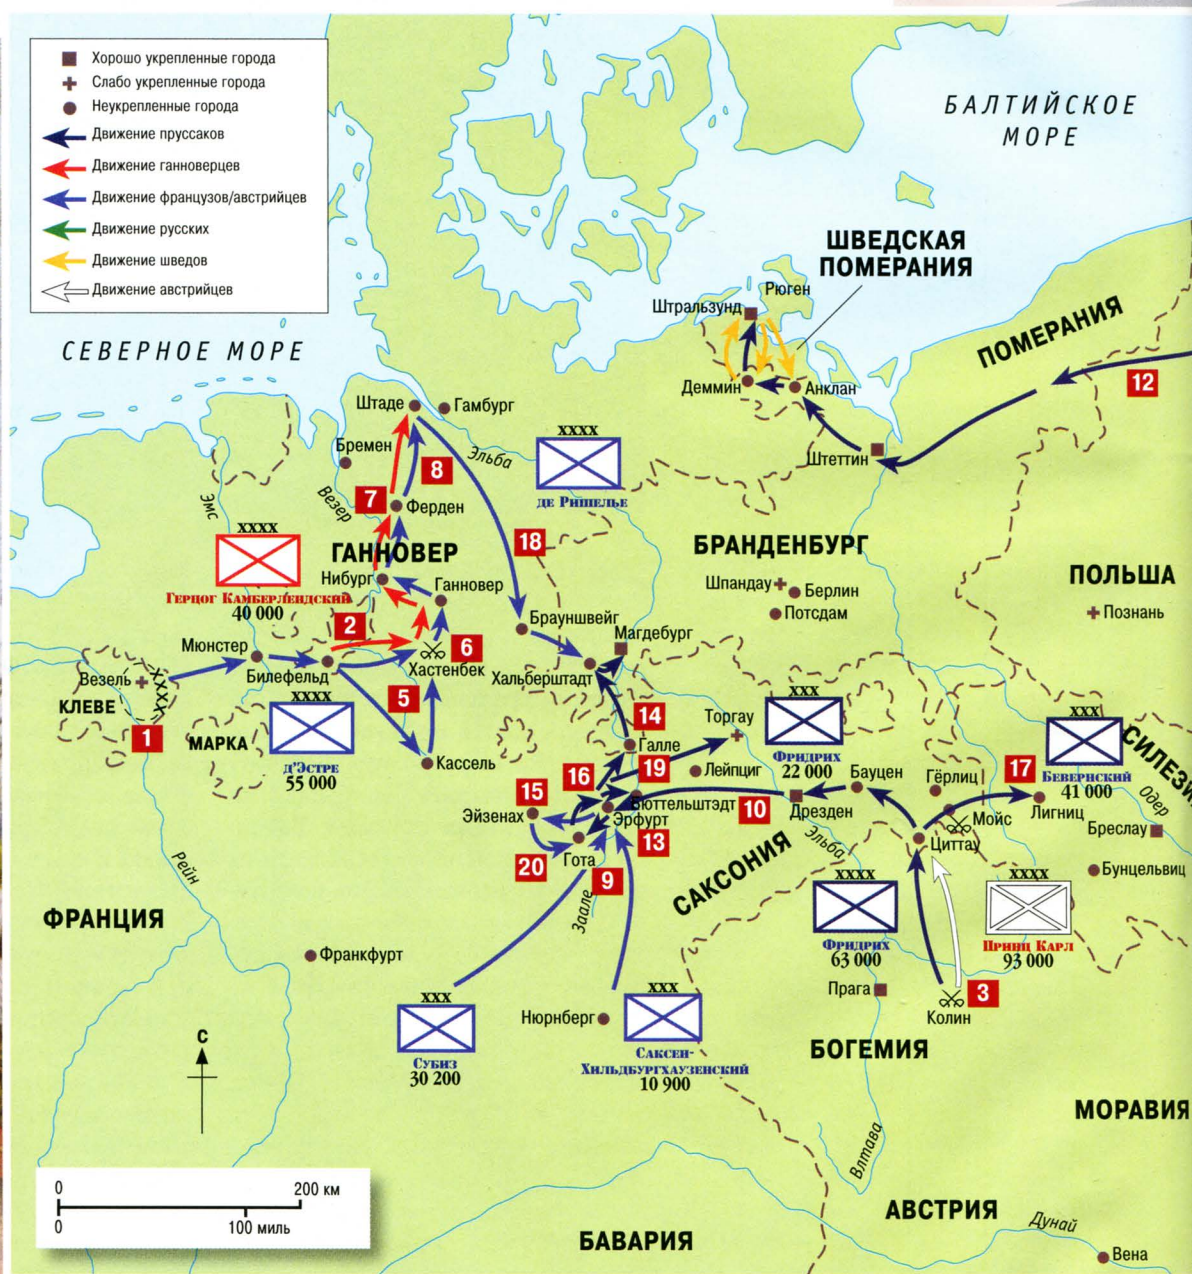 Хорошо укрепленные города
Слабо укрепленные города
Неукрепленные города
Движение пруссаков
Движение ганноверцев
Движение французов/австрийцев
Движение русских
Движение шведов
Движение австрийцев
БАЛТИЙСКОЕ
МОРЕ
СЕВЕРНОЕ МОРЕ
ШВЕДСКАЯ
ПОМЕРАНИЯ
Рюген
Штральзунд
ПОМЕРАНИЯ
12
Деммин
Анклан
Штеттин
Штаде
Гамбург
Бремен
Эльба
8
7
Везер
Ферден
Эмс
XXXX
де Ришелье
18
XXXX
Герцог Камберлендский
40 000
ГАННОВЕР
Нибург
Ганновер
БРАНДЕНБУРГ
Шпандау
Берлин
Потсдам
ПОЛЬША
Познань
2
6
Брауншвейг
Магдебург
Мюнстер
Билефельд
Хастенбек
Хальберштадт
Везель
XXXX
КЛЕВЕ
1
МАРКА
XXXX
д'Эстре
55 000
5
Кассель
14
Торгау
XXX
Фридрих
22 000
Галле
19
16
Лейпциг
15
Эйзенах
Бюттельштэдт
10
Эрфурт
13
Дрезден
Бауцен
Гёрлиц
17
XXX
Бевернский
41 000
СИЛЕЗИ
Одер
Мойс
Лигниц
Бреслау
Циттау
Бунцельвиц
Эльба
20
Гота
9
Заале
САКСОНИЯ
Рейн
ФРАНЦИЯ
Франкфурт
XXXX
Фридрих
63 000
XXXX
Принц Карл
93 000
Прага
3
Колин
XXX
Субиз
30 200
Нюрнберг
XXX
Саксен-
Хильдбургхаузенский
10 900
БОГЕМИЯ
МОРАВИЯ
С
Влтава
0
200 км
0
100 миль
БАВАРИЯ
АВСТРИЯ
Дунай
Вена